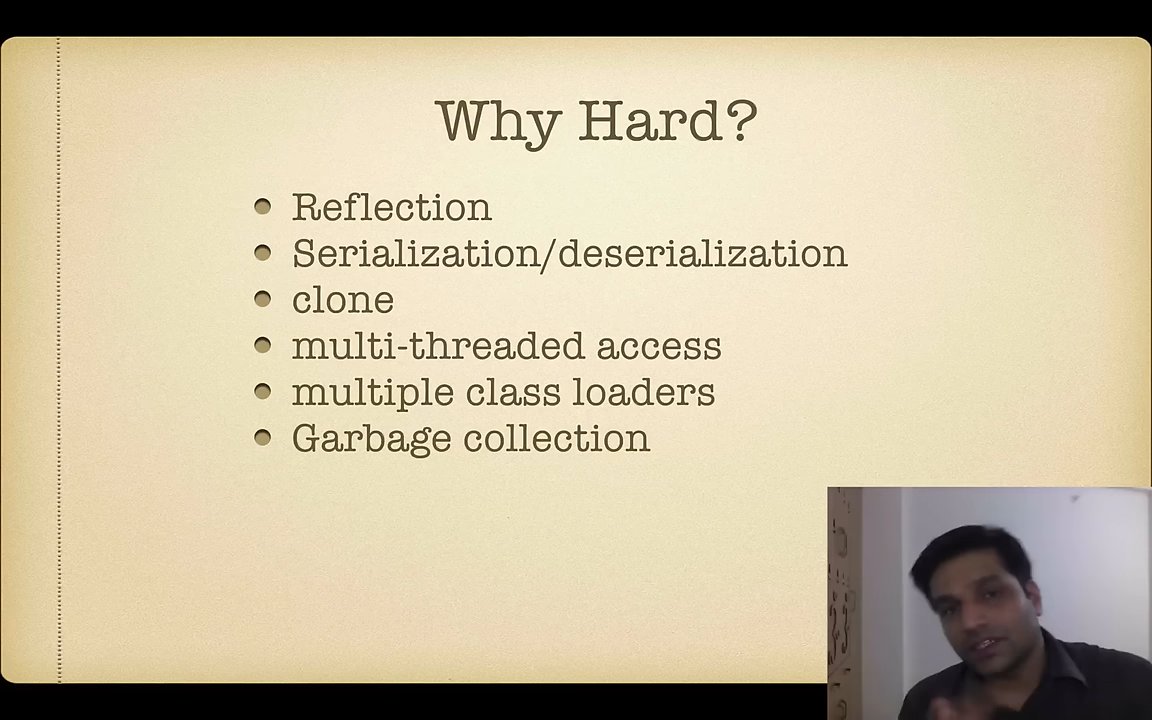 Why Hard?
Reflection
Serialization/deserialization
clone
multi-threaded access
multiple class loaders
Garbage collection